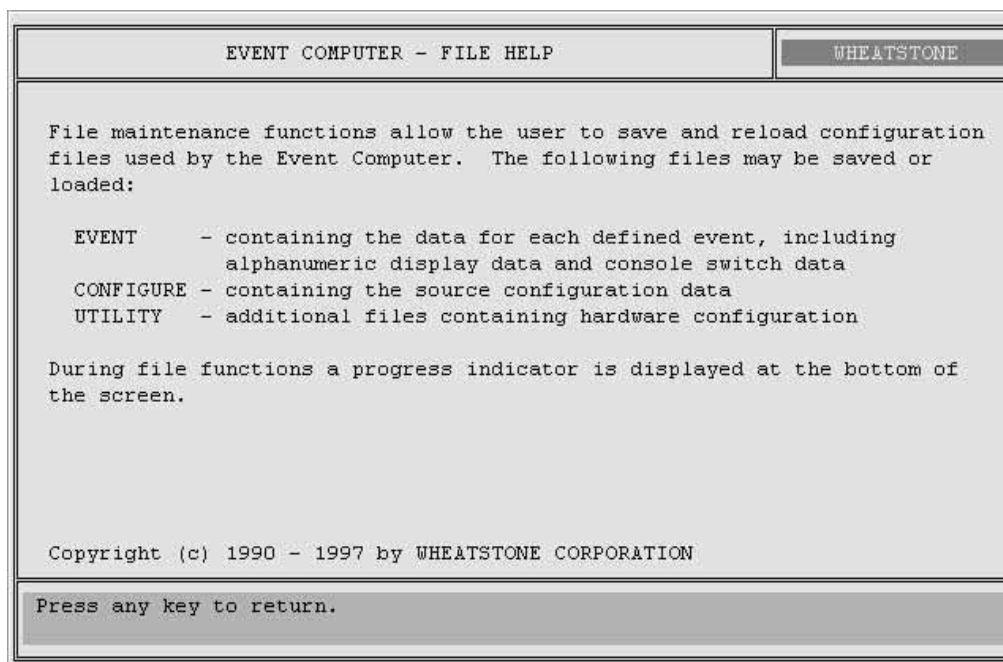 EVENT COMPUTER - FILE HELP
WHEATSTONE
File maintenance functions allow the user to save and reload configuration
files used by the Event Computer.  The following files may be saved or
loaded:
EVENT     - containing the data for each defined event, including
alphanumeric display data and console switch data
CONFIGURE - containing the source configuration data
UTILITY   - additional files containing hardware configuration
During file functions a progress indicator is displayed at the bottom of
the screen.
Copyright (c) 1990 - 1997 by WHEATSTONE CORPORATION
Press any key to return.